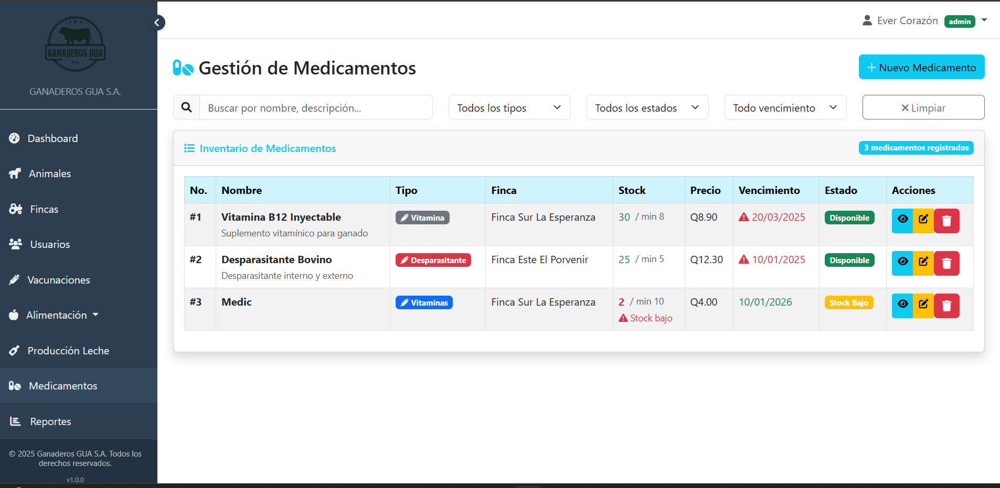 GANADEROS GUA
S.A.
GANADEROS GUA S.A.
Dashboard
Animales
Fincas
Usuarios
Vacunaciones
Alimentación
Producción Leche
Medicamentos
Reportes
© 2025 Ganaderos GUA S.A. Todos los
derechos reservados.
v1.0.0
Ever Corazón admin
Gestión de Medicamentos
+ Nuevo Medicamento
Buscar por nombre, descripción...
Todos los tipos
Todos los estados
Todo vencimiento
Limpiar
Inventario de Medicamentos
3 medicamentos registrados
No. Nombre Tipo Finca Stock Precio Vencimiento Estado Acciones
#1 Vitamina B12 Inyectable Vitamina Finca Sur La Esperanza 30 / min 8 Q8.90 20/03/2025 Disponible
Suplemento vitamínico para ganado
#2 Desparasitante Bovino Desparasitante Finca Este El Porvenir 25 / min 5 Q12.30 10/01/2025 Disponible
Desparasitante interno y externo
#3 Medic Vitaminas Finca Sur La Esperanza 2 / min 10 Q4.00 10/01/2026 Stock Bajo
Stock bajo